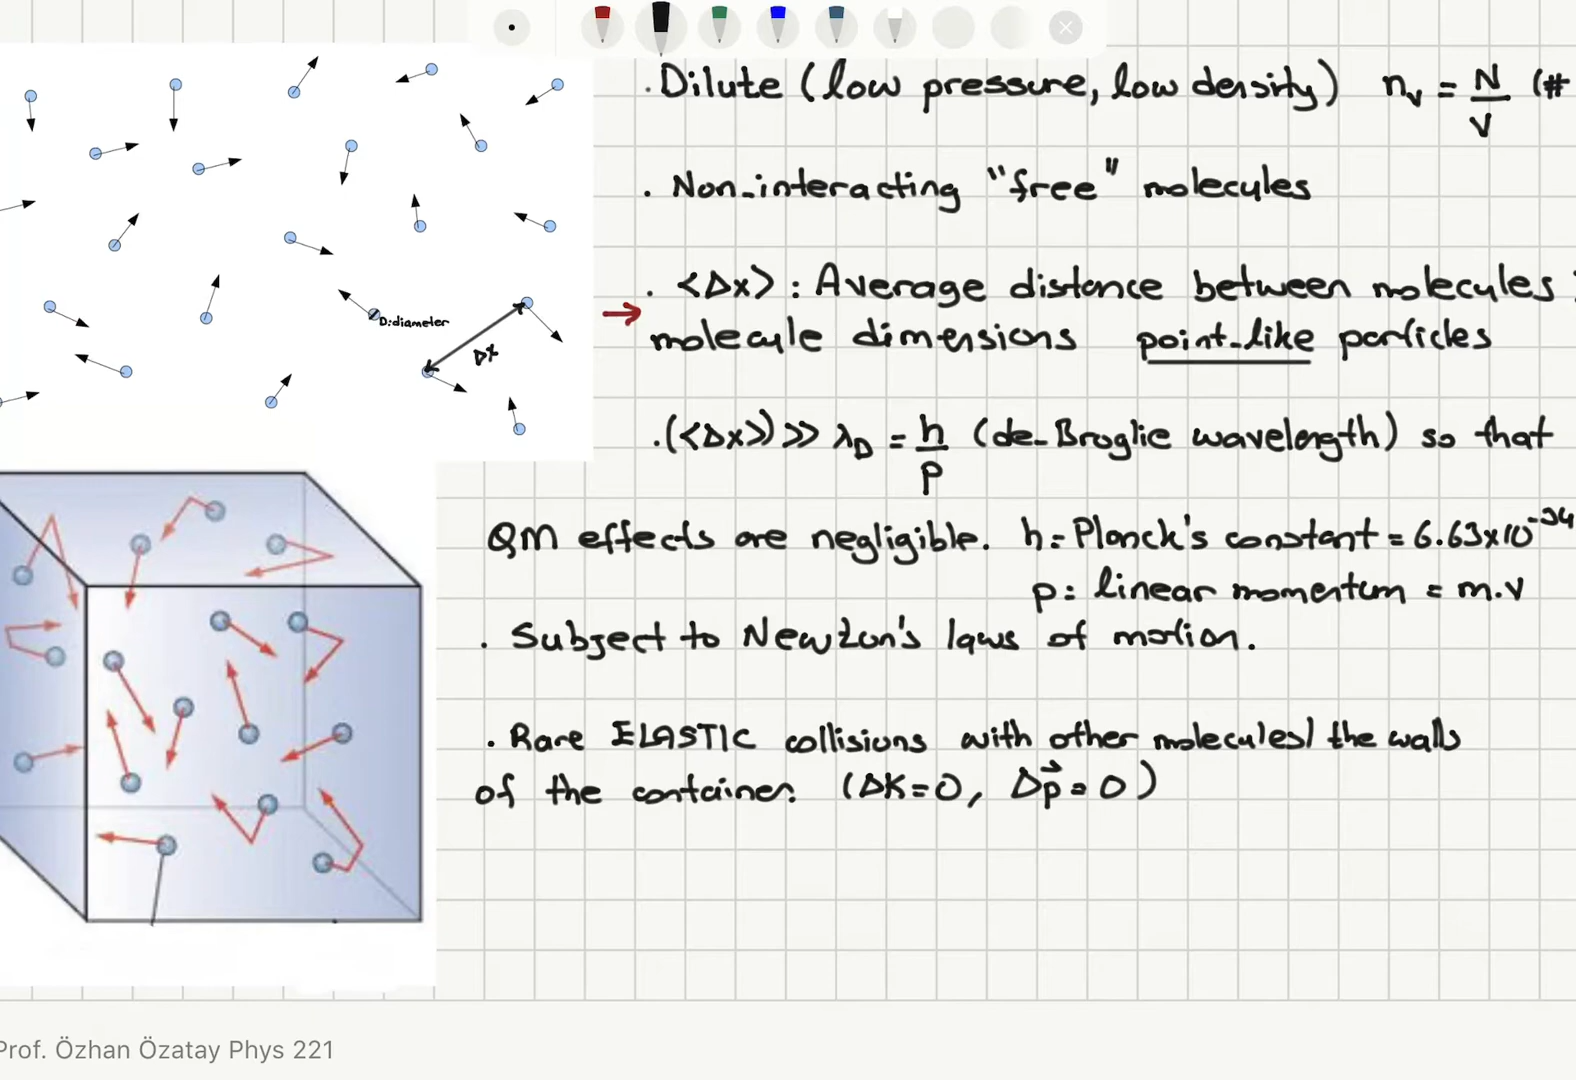 . Dilute (low pressure, low density) nv = N/V (#
. Non-interacting "free" molecules
. <Δx> : Average distance between molecules
molecule dimensions point-like particles
D:diameter
Δx
.(<Δx>) >> λD = h/p (de-Broglie wavelength) so that
QM effects are negligible. h = Planck's constant = 6.63x10^-34
p = linear momentum = m.v
. Subject to Newton's laws of motion.
. Rare ELASTIC collisions with other molecules/ the walls
of the container. (ΔK=0, Δp⃗=0)
Prof. Özhan Özatay Phys 221